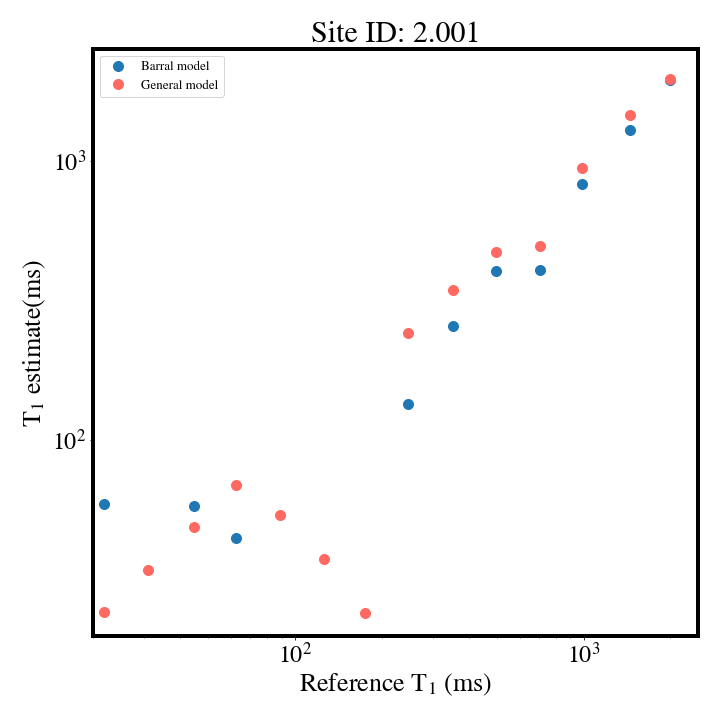 Site ID: 2.001
Barral model
General model
10³
10²
T₁ estimate(ms)
10² 10³
Reference T₁ (ms)